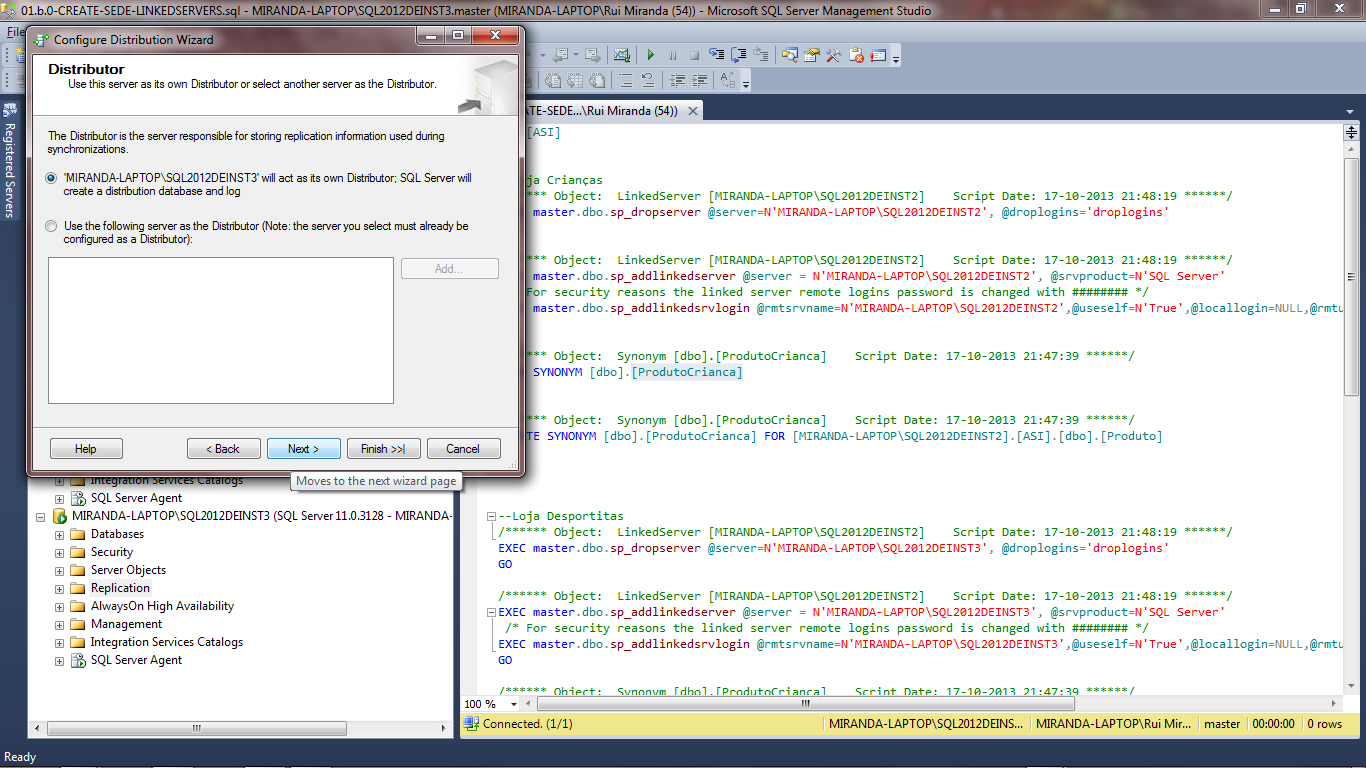 01.b.0-CREATE-SEDE-LINKEDSERVERS.sql - MIRANDA-LAPTOP\SQL2012DEINST3.master (MIRANDA-LAPTOP\Rui Miranda (54)) - Microsoft SQL Server Management Studio
File
Configure Distribution Wizard
Distributor
Use this server as its own Distributor or select another server as the Distributor.
The Distributor is the server responsible for storing replication information used during
synchronizations.
'MIRANDA-LAPTOP\SQL2012DEINST3' will act as its own Distributor; SQL Server will
create a distribution database and log
Use the following server as the Distributor (Note: the server you select must already be
configured as a Distributor):
Add...
Help
< Back
Next >
Finish >>|
Cancel
Moves to the next wizard page
Registered Servers
Integration Services Catalogs
SQL Server Agent
MIRANDA-LAPTOP\SQL2012DEINST3 (SQL Server 11.0.3128 - MIRANDA-
Databases
Security
Server Objects
Replication
AlwaysOn High Availability
Management
Integration Services Catalogs
SQL Server Agent
ATE-SEDE...\Rui Miranda (54))
[ASI]
ja Crianças
*** Object:  LinkedServer [MIRANDA-LAPTOP\SQL2012DEINST2]    Script Date: 17-10-2013 21:48:19 ******/
master.dbo.sp_dropserver @server=N'MIRANDA-LAPTOP\SQL2012DEINST2', @droplogins='droplogins'
*** Object:  LinkedServer [MIRANDA-LAPTOP\SQL2012DEINST2]    Script Date: 17-10-2013 21:48:19 ******/
master.dbo.sp_addlinkedserver @server = N'MIRANDA-LAPTOP\SQL2012DEINST2', @srvproduct=N'SQL Server'
For security reasons the linked server remote logins password is changed with ######## */
master.dbo.sp_addlinkedsrvlogin @rmtsrvname=N'MIRANDA-LAPTOP\SQL2012DEINST2',@useself=N'True',@locallogin=NULL,@rmtu
*** Object:  Synonym [dbo].[ProdutoCrianca]    Script Date: 17-10-2013 21:47:39 ******/
SYNONYM [dbo].[ProdutoCrianca]
*** Object:  Synonym [dbo].[ProdutoCrianca]    Script Date: 17-10-2013 21:47:39 ******/
TE SYNONYM [dbo].[ProdutoCrianca] FOR [MIRANDA-LAPTOP\SQL2012DEINST2].[ASI].[dbo].[Produto]
--Loja Desportitas
/****** Object:  LinkedServer [MIRANDA-LAPTOP\SQL2012DEINST2]    Script Date: 17-10-2013 21:48:19 ******/
EXEC master.dbo.sp_dropserver @server=N'MIRANDA-LAPTOP\SQL2012DEINST3', @droplogins='droplogins'
GO
/****** Object:  LinkedServer [MIRANDA-LAPTOP\SQL2012DEINST2]    Script Date: 17-10-2013 21:48:19 ******/
EXEC master.dbo.sp_addlinkedserver @server = N'MIRANDA-LAPTOP\SQL2012DEINST3', @srvproduct=N'SQL Server'
/* For security reasons the linked server remote logins password is changed with ######## */
EXEC master.dbo.sp_addlinkedsrvlogin @rmtsrvname=N'MIRANDA-LAPTOP\SQL2012DEINST3',@useself=N'True',@locallogin=NULL,@rmtu
GO
/****** Object:  Synonym [dbo].[ProdutoCrianca]    Script Date: 17-10-2013 21:47:39 ******/
100 %
Connected. (1/1)
MIRANDA-LAPTOP\SQL2012DEINS...
MIRANDA-LAPTOP\Rui Mir...
master
00:00:00
0 rows
Ready